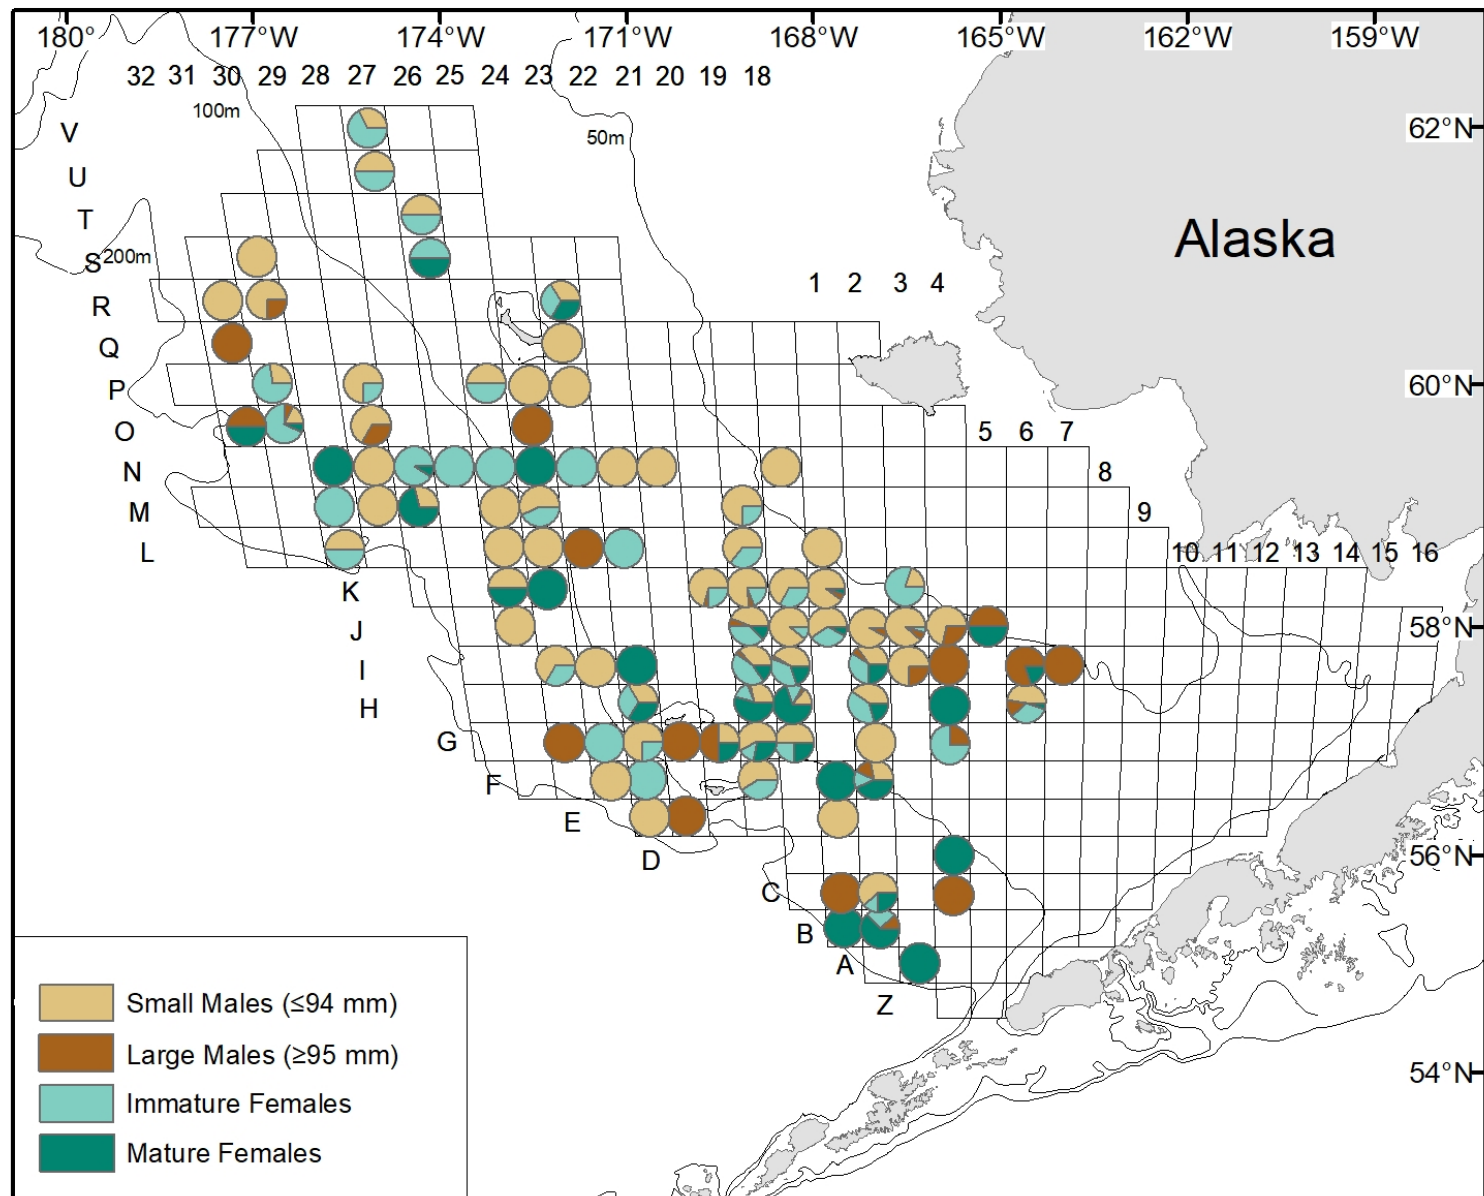 180° 177°W 174°W 171°W 168°W 165°W 162°W 159°W
32 31 30 29 28 27 26 25 24 23 22 21 20 19 18
100m
50m
V
62°N
U
T
Alaska
S 200m
1 2 3 4
R
Q
P
60°N
O
5 6 7
N
8
M
9
L
10 11 12 13 14 15 16
K
J
58°N
I
H
G
F
E
D
56°N
C
B
A
Z
Small Males (≤94 mm)
Large Males (≥95 mm)
54°N
Immature Females
Mature Females